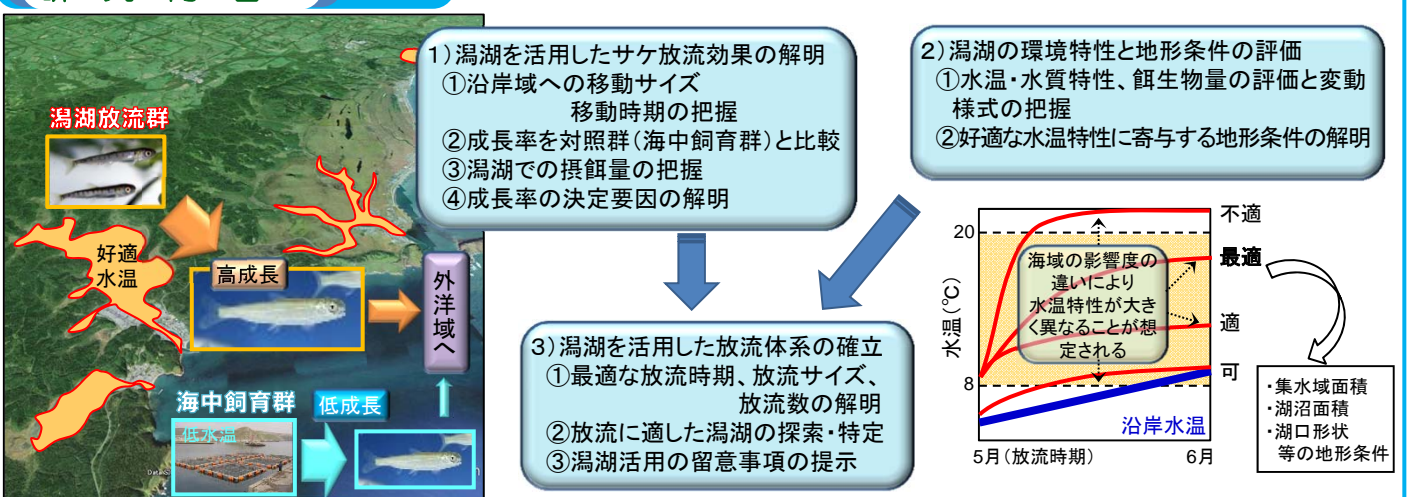 潟湖放流群
好適
水温
高成長
外洋域へ
海中飼育群
低水温
低成長
1)潟湖を活用したサケ放流効果の解明
①沿岸域への移動サイズ
移動時期の把握
②成長率を対照群(海中飼育群)と比較
③潟湖での摂餌量の把握
④成長率の決定要因の解明
2)潟湖の環境特性と地形条件の評価
①水温・水質特性、餌生物量の評価と変動
様式の把握
②好適な水温特性に寄与する地形条件の解明
3)潟湖を活用した放流体系の確立
①最適な放流時期、放流サイズ、
放流数の解明
②放流に適した潟湖の探索・特定
③潟湖活用の留意事項の提示
水温(℃)
20
8
海域の影響度の
違いにより
水温特性が大き
く異なることが想
定される
不適
最適
適
可
沿岸水温
5月(放流時期)
6月
・集水域面積
・湖沼面積
・湖口形状
等の地形条件